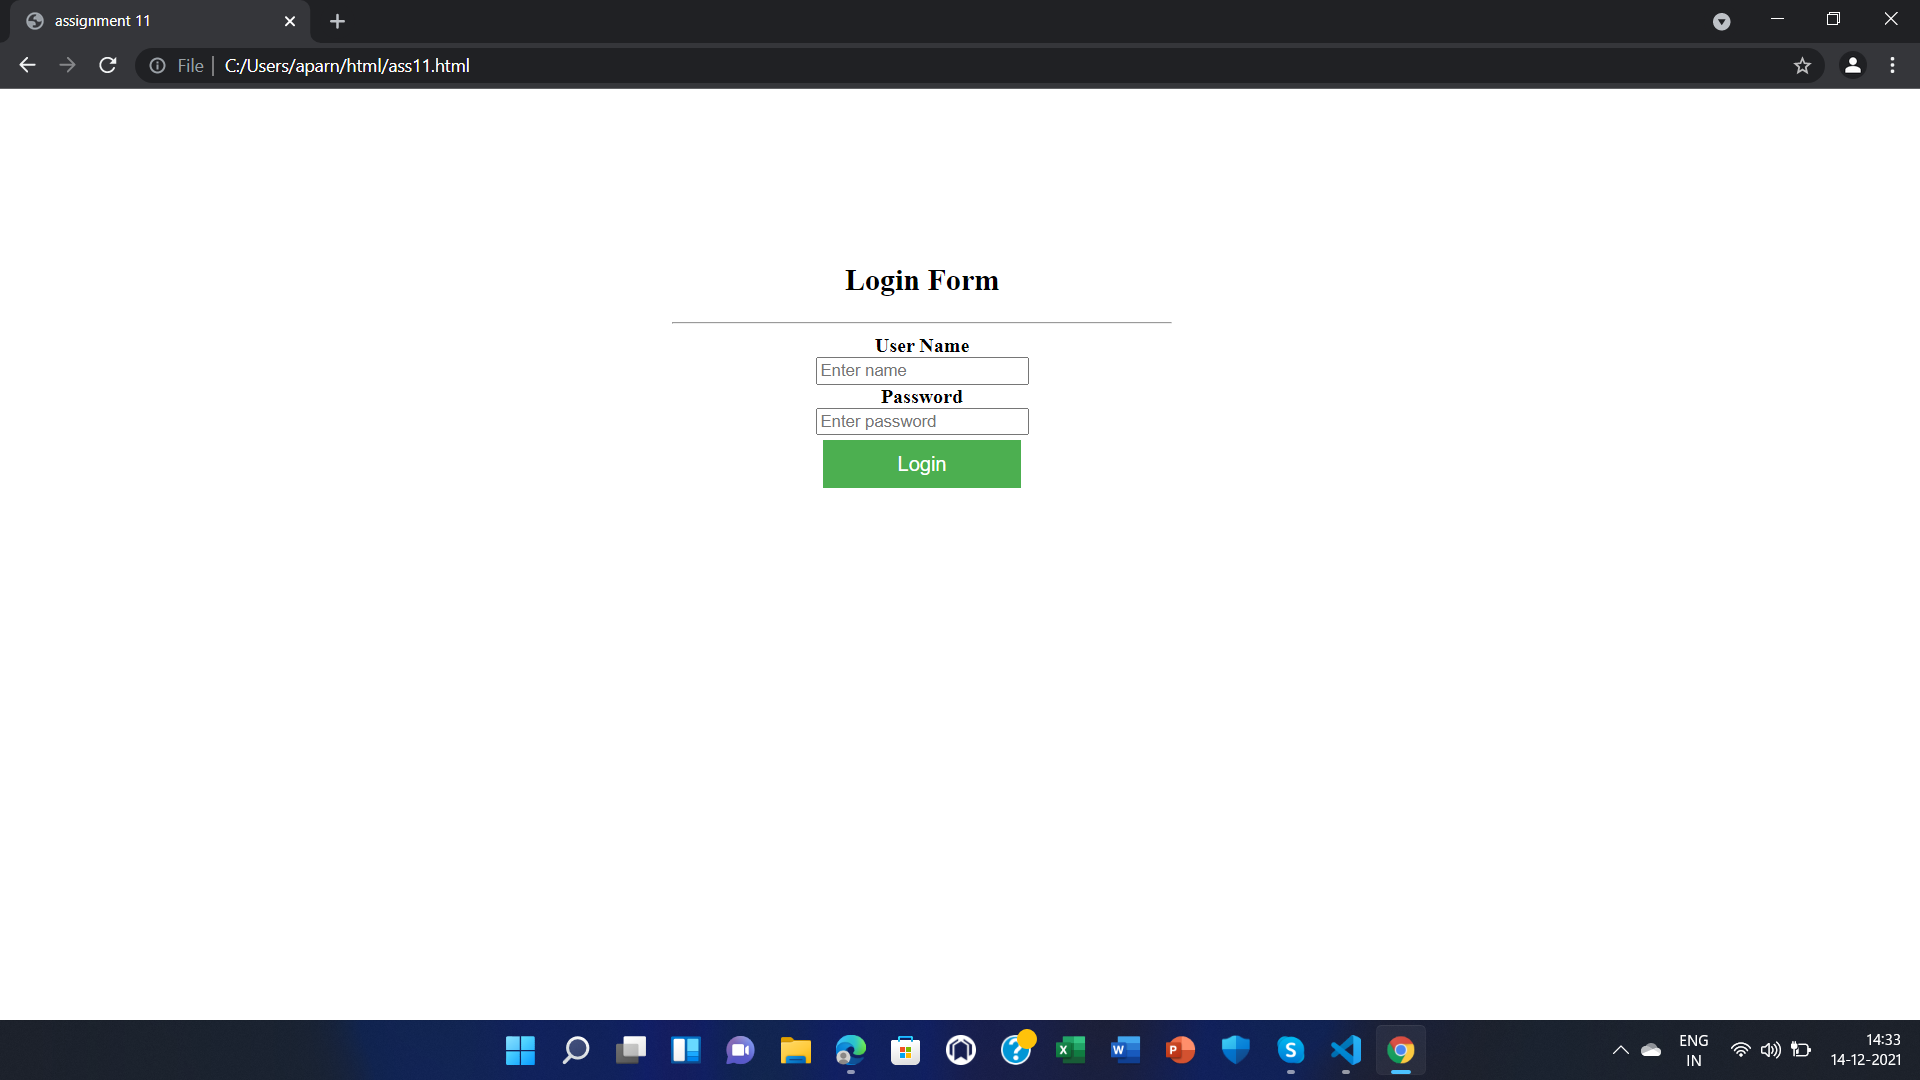 assignment 11
File | C:/Users/aparn/html/ass11.html
Login Form
User Name
Enter name
Password
Enter password
Login
ENG
IN
14:33
14-12-2021